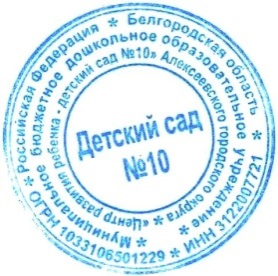 * Российская Федерация * Белгородская область * ИНН 3122007721 * ОГРН 1033106501229
Муниципальное бюджетное дошкольное образовательное учреждение *
«Центр развития ребенка - детский сад №10» Алексеевского городского округа *
Детский сад
№10